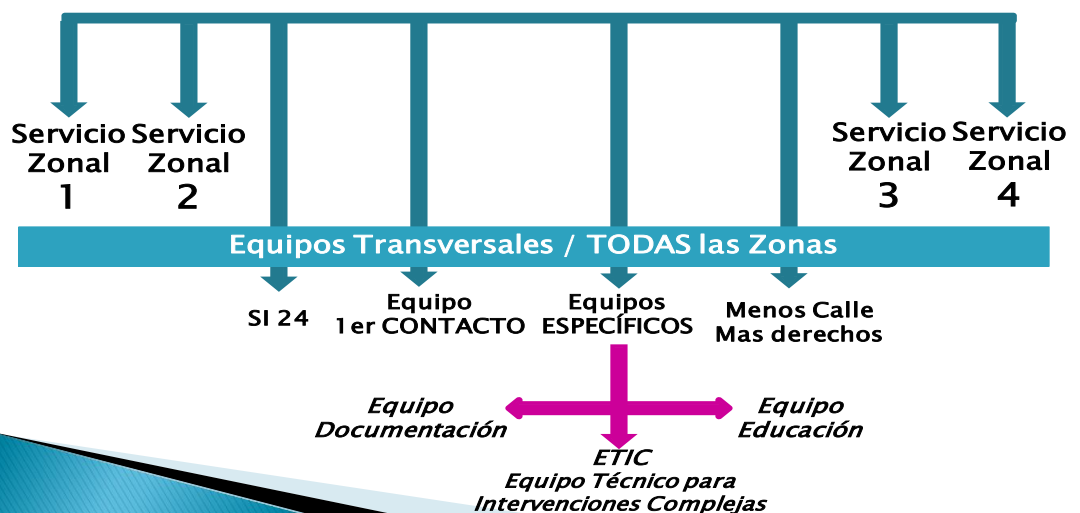 Servicio Zonal 1
Servicio Zonal 2
Servicio Zonal 3
Servicio Zonal 4
Equipos Transversales / TODAS las Zonas
SI 24
Equipo
1er CONTACTO
Equipos
ESPECÍFICOS
Menos Calle
Mas derechos
Equipo
Documentación
Equipo
Educación
ETIC
Equipo Técnico para
Intervenciones Complejas